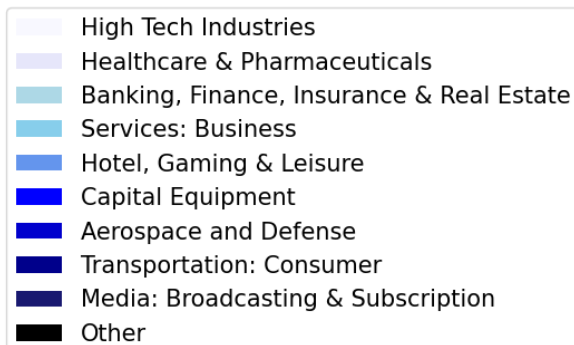 High Tech Industries
Healthcare & Pharmaceuticals
Banking, Finance, Insurance & Real Estate
Services: Business
Hotel, Gaming & Leisure
Capital Equipment
Aerospace and Defense
Transportation: Consumer
Media: Broadcasting & Subscription
Other